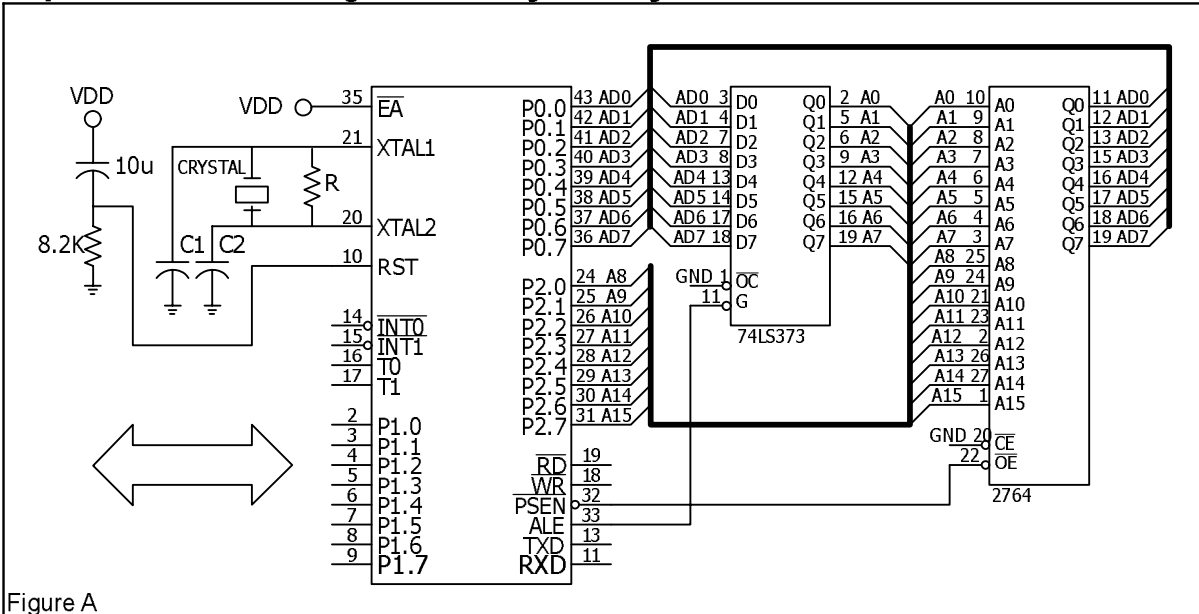 VDD
10u
8.2K
C1 C2
CRYSTAL
R
VDD
35 EA
21 XTAL1
20 XTAL2
10 RST
14 INT0
15 INT1
16 T0
17 T1
2 P1.0
3 P1.1
4 P1.2
5 P1.3
6 P1.4
7 P1.5
8 P1.6
9 P1.7
P0.0 43 AD0
P0.1 42 AD1
P0.2 41 AD2
P0.3 40 AD3
P0.4 39 AD4
P0.5 38 AD5
P0.6 37 AD6
P0.7 36 AD7
P2.0 24 A8
P2.1 25 A9
P2.2 26 A10
P2.3 27 A11
P2.4 28 A12
P2.5 29 A13
P2.6 30 A14
P2.7 31 A15
RD 19
WR 18
PSEN 32
ALE 33
TXD 13
RXD 11
AD0 3 D0 Q0 2 A0
AD1 4 D1 Q1 5 A1
AD2 7 D2 Q2 6 A2
AD3 8 D3 Q3 9 A3
AD4 13 D4 Q4 12 A4
AD5 14 D5 Q5 15 A5
AD6 17 D6 Q6 16 A6
AD7 18 D7 Q7 19 A7
GND 1 OC
11 G
74LS373
A0 10 A0 Q0 11 AD0
A1 9 A1 Q1 12 AD1
A2 8 A2 Q2 13 AD2
A3 7 A3 Q3 15 AD3
A4 6 A4 Q4 16 AD4
A5 5 A5 Q5 17 AD5
A6 4 A6 Q6 18 AD6
A7 3 A7 Q7 19 AD7
A8 25 A8
A9 24 A9
A10 21 A10
A11 23 A11
A12 2 A12
A13 26 A13
A14 27 A14
A15 1 A15
GND 20 CE
22 OE
2764
Figure A